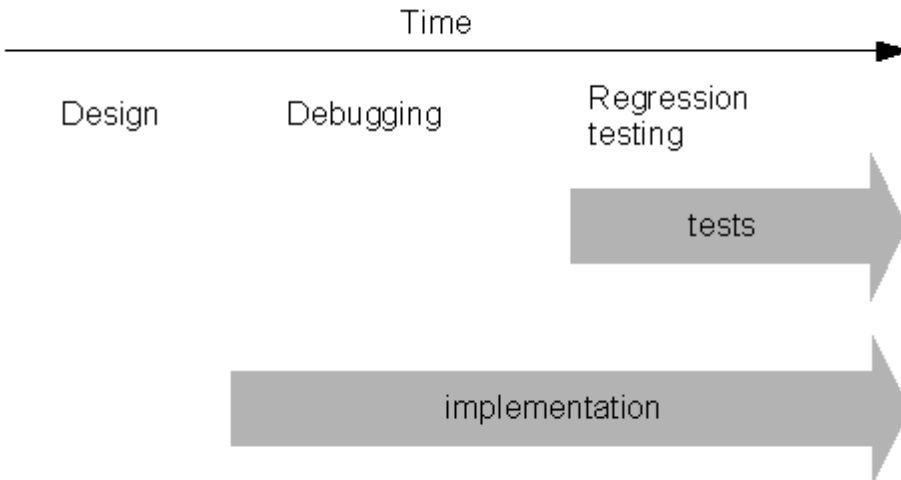 Time
Design
Debugging
Regression
testing
tests
implementation